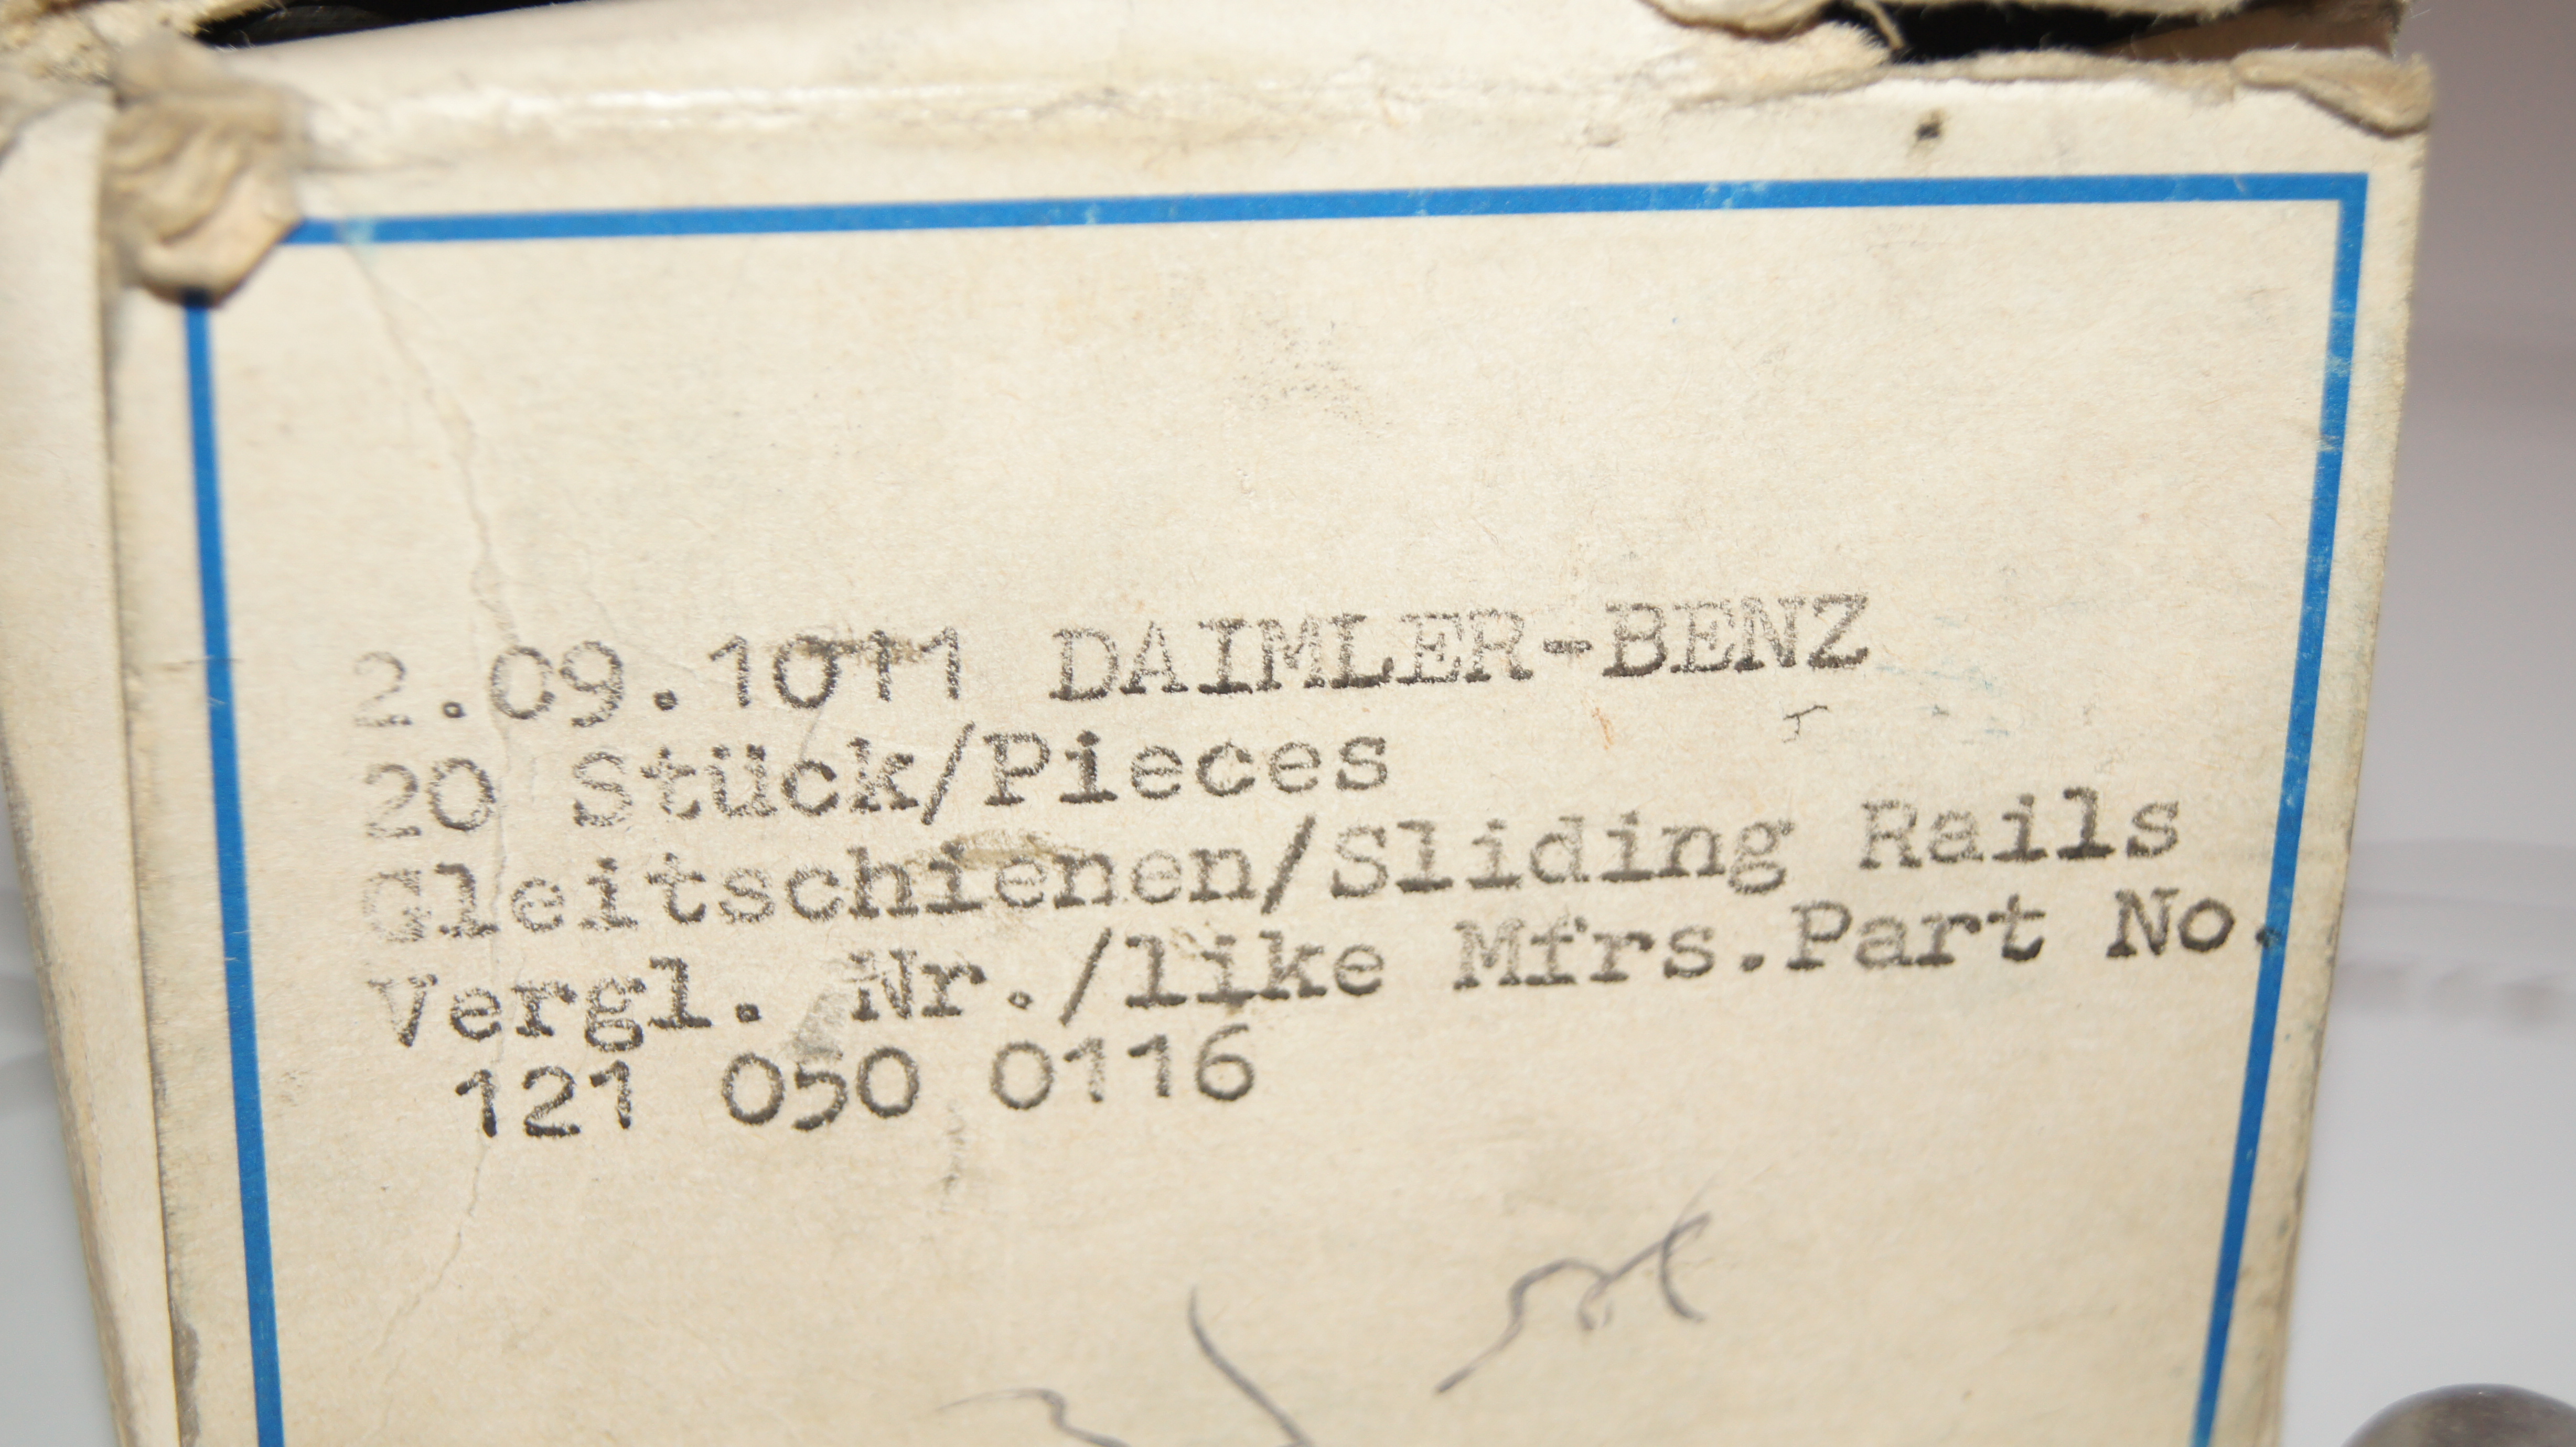 2.09.1011 DAIMLER-BENZ
20 Stück/Pieces
Gleitschienen/Sliding Rails
Vergl. Nr./like Mfrs.Part No.
121 050 0116